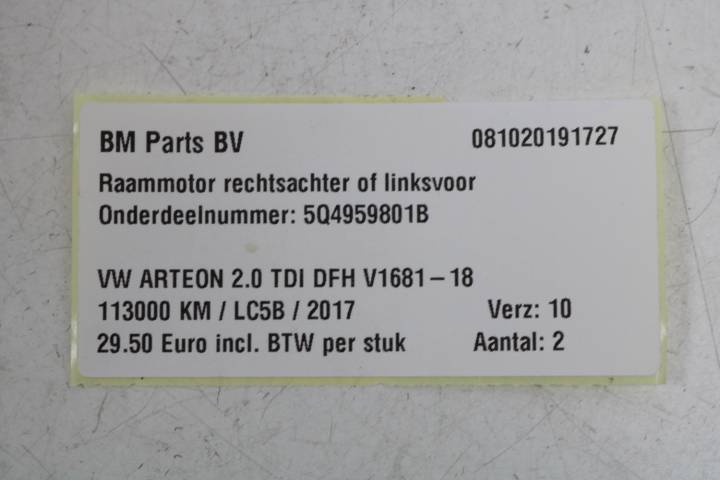 BM Parts BV 081020191727
Raammotor rechtsachter of linksvoor
Onderdeelnummer: 5Q4959801B
VW ARTEON 2.0 TDI DFH V1681-18
113000 KM / LC5B / 2017 Verz: 10
29.50 Euro incl. BTW per stuk Aantal: 2